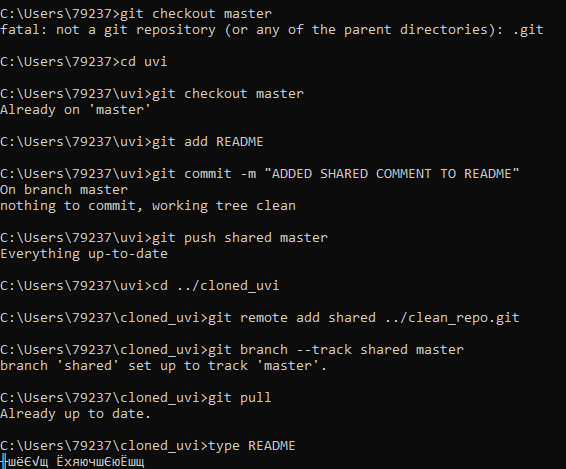 C:\Users\79237>git checkout master
fatal: not a git repository (or any of the parent directories): .git
C:\Users\79237>cd uvi
C:\Users\79237\uvi>git checkout master
Already on 'master'
C:\Users\79237\uvi>git add README
C:\Users\79237\uvi>git commit -m "ADDED SHARED COMMENT TO README"
On branch master
nothing to commit, working tree clean
C:\Users\79237\uvi>git push shared master
Everything up-to-date
C:\Users\79237\uvi>cd ../cloned_uvi
C:\Users\79237\cloned_uvi>git remote add shared ../clean_repo.git
C:\Users\79237\cloned_uvi>git branch --track shared master
branch 'shared' set up to track 'master'.
C:\Users\79237\cloned_uvi>git pull
Already up to date.
C:\Users\79237\cloned_uvi>type README
╫шёЄ√щ ЁхяючшЄюЁшщ